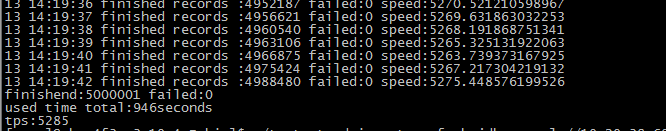 13 14:19:36 finished records :4952187 failed:0 speed:5270.521210598967
13 14:19:37 finished records :4956621 failed:0 speed:5269.631863032253
13 14:19:38 finished records :4960540 failed:0 speed:5268.191868751341
13 14:19:39 finished records :4963106 failed:0 speed:5265.325131922063
13 14:19:40 finished records :4966875 failed:0 speed:5263.739373167925
13 14:19:41 finished records :4975424 failed:0 speed:5267.217304219132
13 14:19:42 finished records :4988480 failed:0 speed:5275.448576199526
finishend:5000001 failed:0
used time total:946seconds
tps:5285